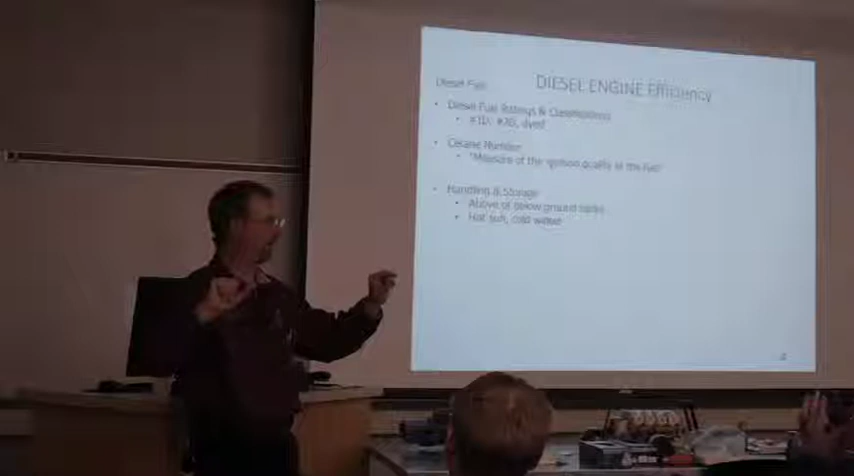 DIESEL ENGINE Efficiency
Diesel Fuel
• Diesel Fuel Ratings & Classifications
• #1D, #2D, dyed
• Cetane Number
• "Measure of the ignition quality of the fuel"
• Handling & Storage
• Above or below ground tanks
• Hot sun, cold water